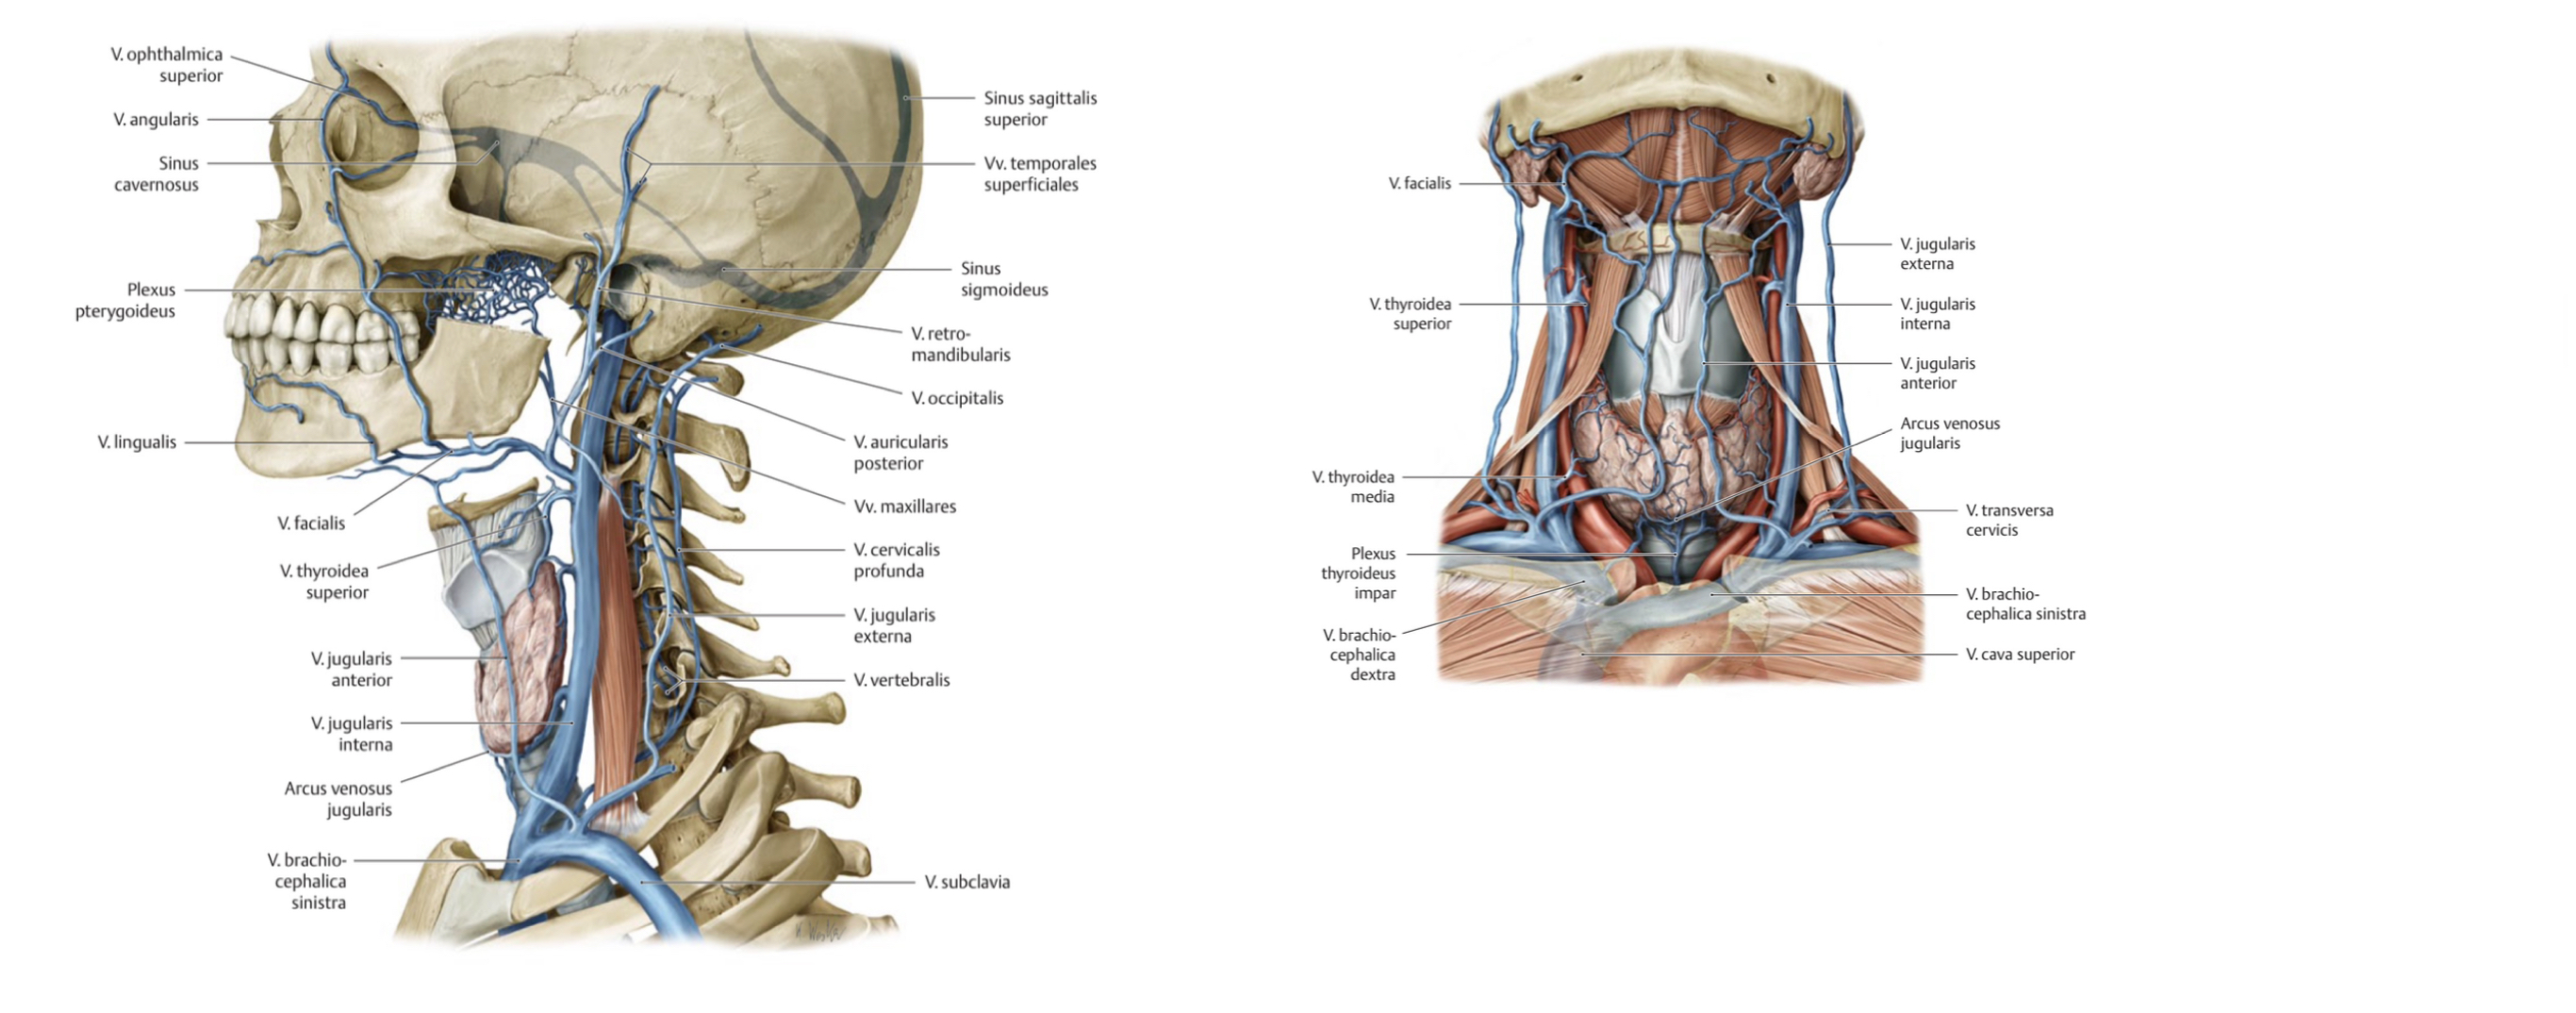 V. ophthalmica
superior
V. angularis
Sinus
cavernosus
Plexus
pterygoideus
V. lingualis
V. facialis
V. thyroidea
superior
V. jugularis
anterior
V. jugularis
interna
Arcus venosus
jugularis
V. brachio-
cephalica
sinistra
Sinus sagittalis
superior
Vv. temporales
superficiales
Sinus
sigmoideus
V. retro-
mandibularis
V. occipitalis
V. auricularis
posterior
Vv. maxillares
V. cervicalis
profunda
V. jugularis
externa
V. vertebralis
V. subclavia
V. facialis
V. thyroidea
superior
V. thyroidea
media
Plexus
thyroideus
impar
V. brachio-
cephalica
dextra
V. jugularis
externa
V. jugularis
interna
V. jugularis
anterior
Arcus venosus
jugularis
V. transversa
cervicis
V. brachio-
cephalica sinistra
V. cava superior